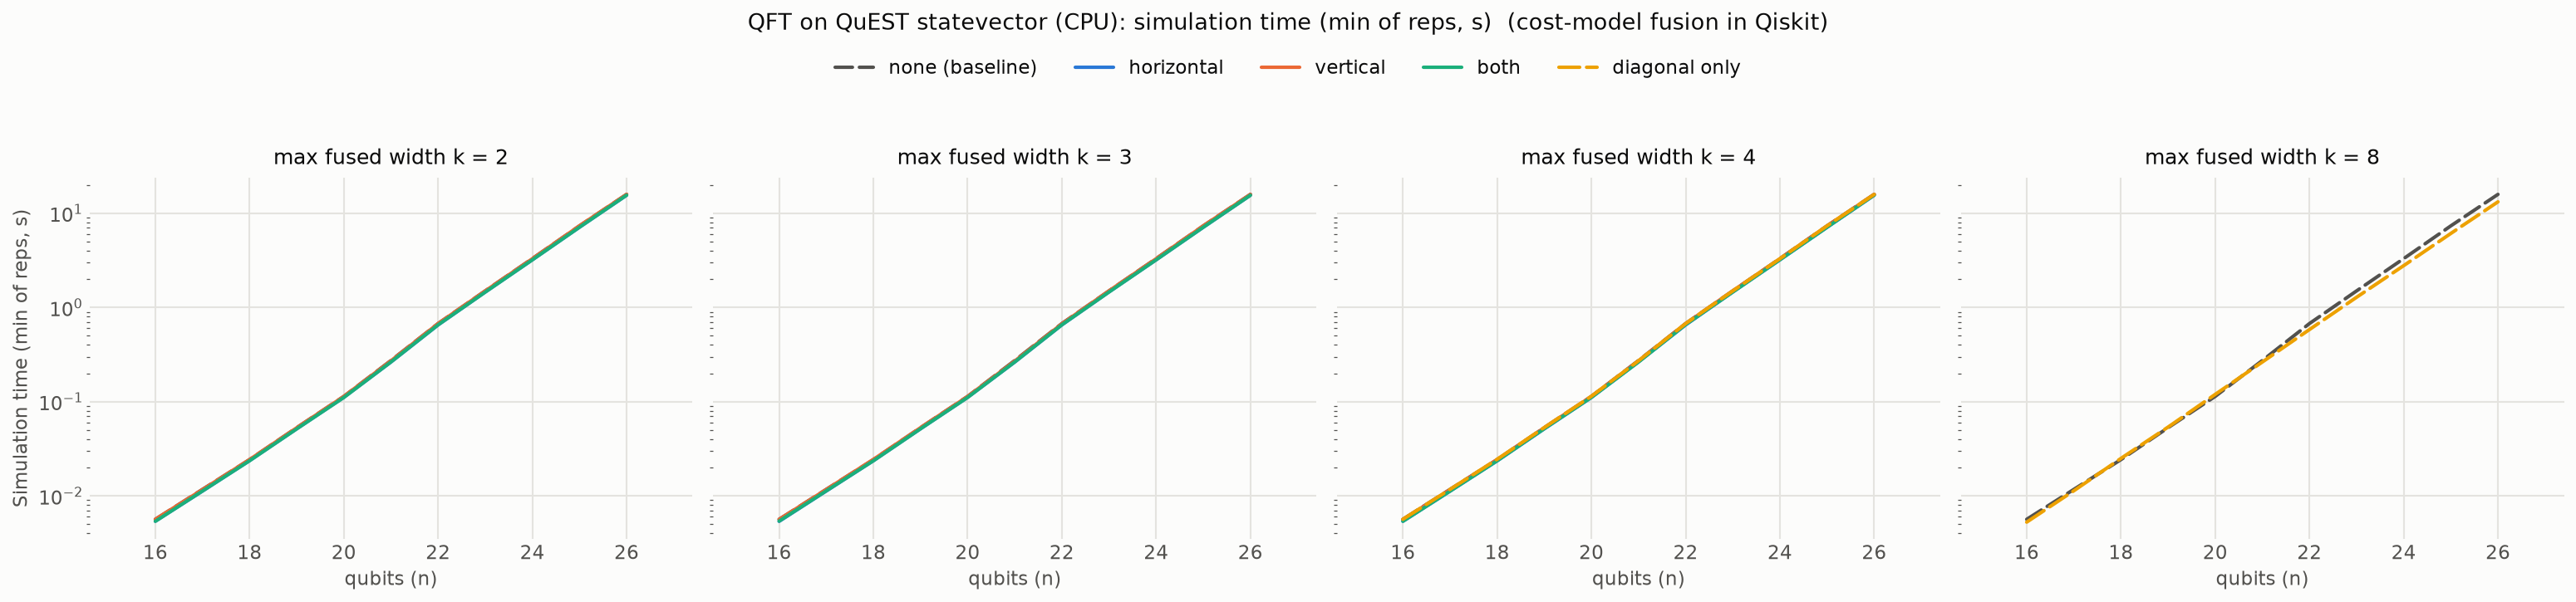 QFT on QuEST statevector (CPU): simulation time (min of reps, s)  (cost-model fusion in Qiskit)
none (baseline) horizontal vertical both diagonal only
max fused width k = 2
max fused width k = 3
max fused width k = 4
max fused width k = 8
Simulation time (min of reps, s)
10¹
10⁰
10⁻¹
10⁻²
16 18 20 22 24 26
qubits (n)
16 18 20 22 24 26
qubits (n)
16 18 20 22 24 26
qubits (n)
16 18 20 22 24 26
qubits (n)